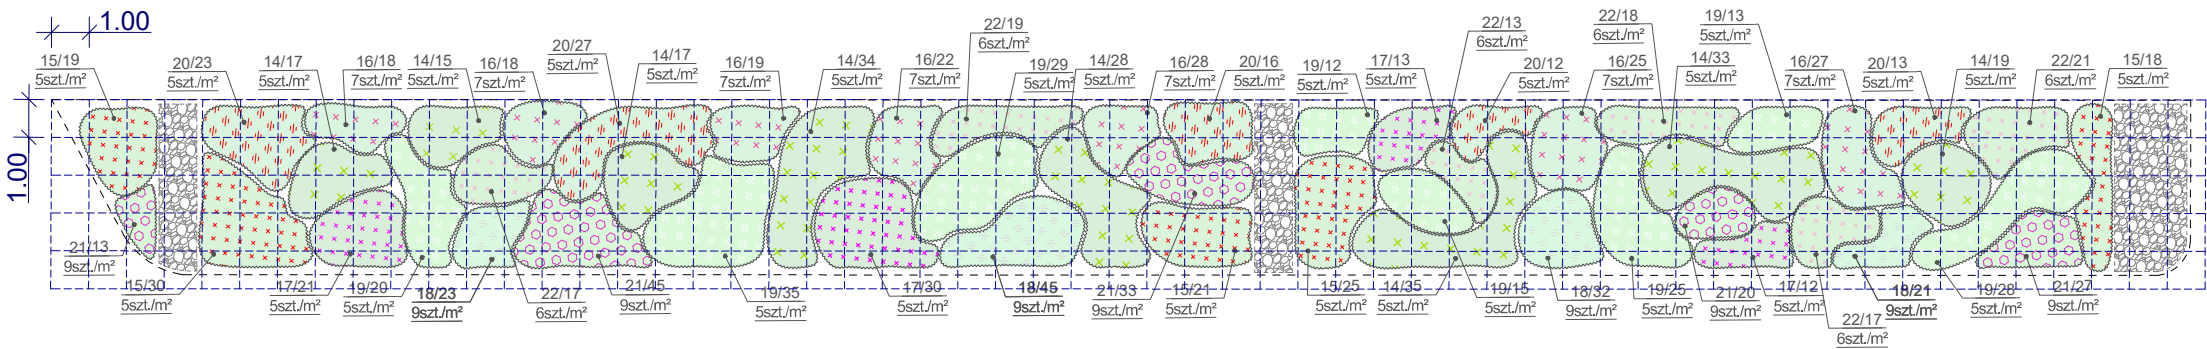 1.00
1.00
15/19
5szt./m²
20/23
5szt./m²
14/17
5szt./m²
16/18
7szt./m²
14/15
5szt./m²
16/18
7szt./m²
20/27
5szt./m²
14/17
5szt./m²
16/19
7szt./m²
14/34
5szt./m²
16/22
7szt./m²
22/19
6szt./m²
19/29
5szt./m²
14/28
5szt./m²
16/28
7szt./m²
20/16
5szt./m²
19/12
5szt./m²
17/13
5szt./m²
22/13
6szt./m²
20/12
5szt./m²
16/25
7szt./m²
22/18
6szt./m²
14/33
5szt./m²
19/13
5szt./m²
16/27
7szt./m²
20/13
5szt./m²
14/19
5szt./m²
22/21
6szt./m²
15/18
5szt./m²
21/13
9szt./m²
15/30
5szt./m²
17/21
5szt./m²
19/20
5szt./m²
18/23
9szt./m²
22/17
6szt./m²
21/45
9szt./m²
19/35
5szt./m²
17/30
5szt./m²
18/45
9szt./m²
21/33
9szt./m²
15/21
5szt./m²
15/25
5szt./m²
14/35
5szt./m²
19/15
5szt./m²
18/32
9szt./m²
19/25
5szt./m²
21/20
9szt./m²
17/12
5szt./m²
22/17
6szt./m²
18/21
9szt./m²
19/28
5szt./m²
21/27
9szt./m²